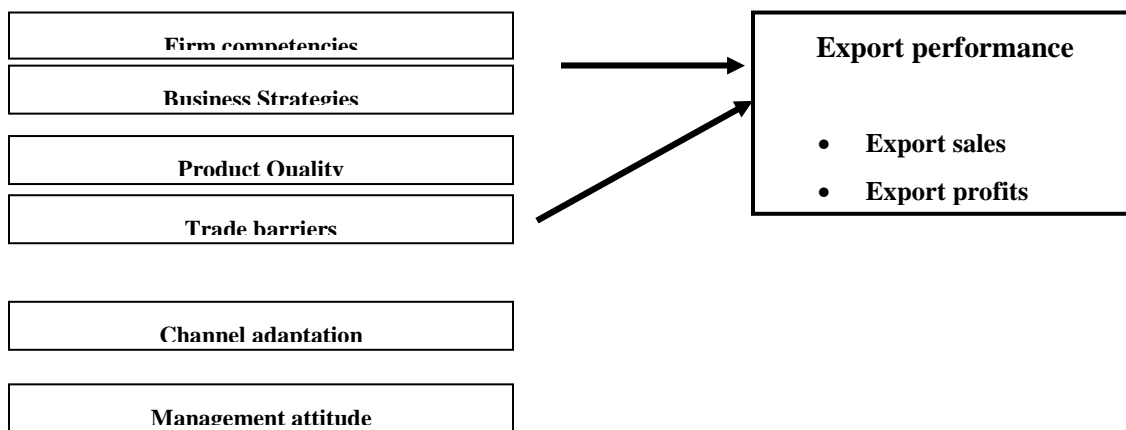 Firm competencies
Business Strategies
Product Quality
Trade barriers
Channel adaptation
Management attitude
Export performance
• Export sales
• Export profits